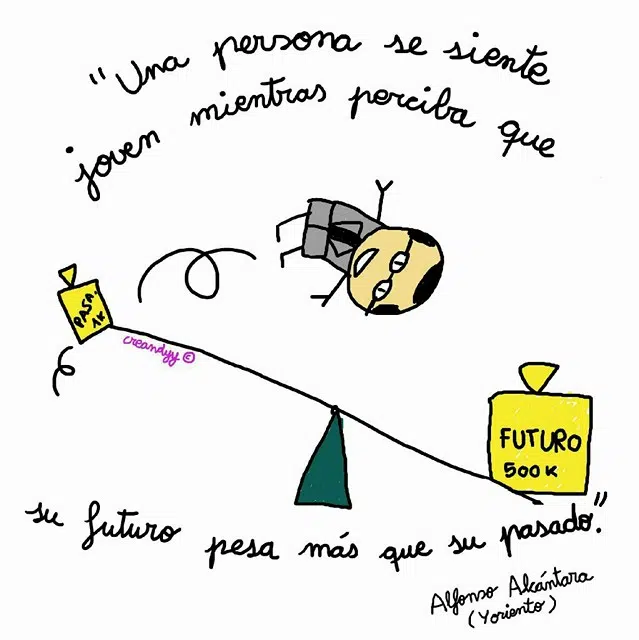 "Una persona se siente
joven mientras perciba que
PASA.
1K
creandyy ©
FUTURO
500K
su futuro pesa más que su pasado."
Alfonso Alcántara
(Yoriento)